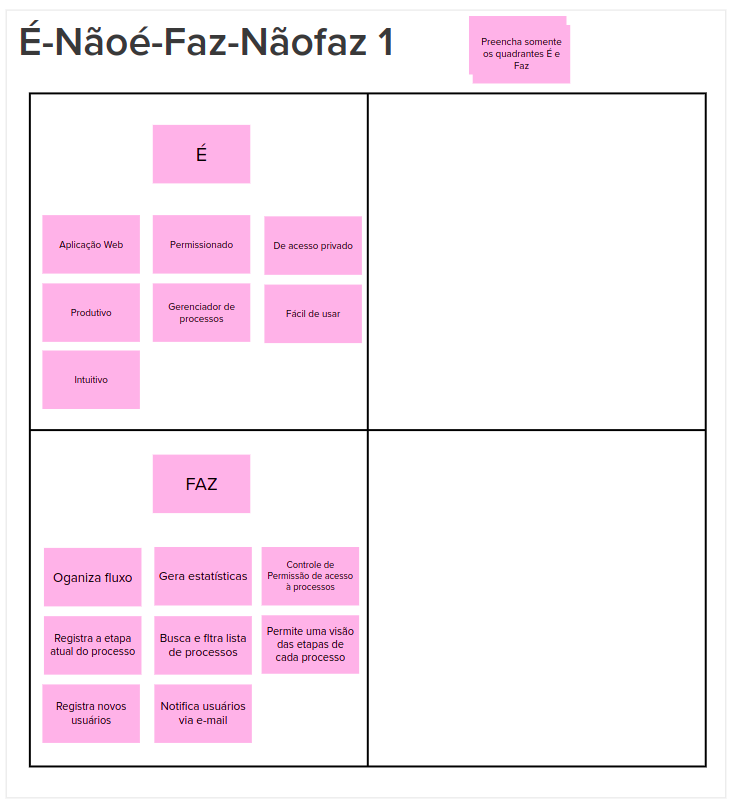 É-Nãoé-Faz-Nãofaz 1
Preencha somente
os quadrantes É e
Faz
É
Aplicação Web
Permissionado
De acesso privado
Produtivo
Gerenciador de
processos
Fácil de usar
Intuitivo
FAZ
Oganiza fluxo
Gera estatísticas
Controle de
Permissão de acesso
à processos
Registra a etapa
atual do processo
Busca e fltra lista
de processos
Permite uma visão
das etapas de
cada processo
Registra novos
usuários
Notifica usuários
via e-mail